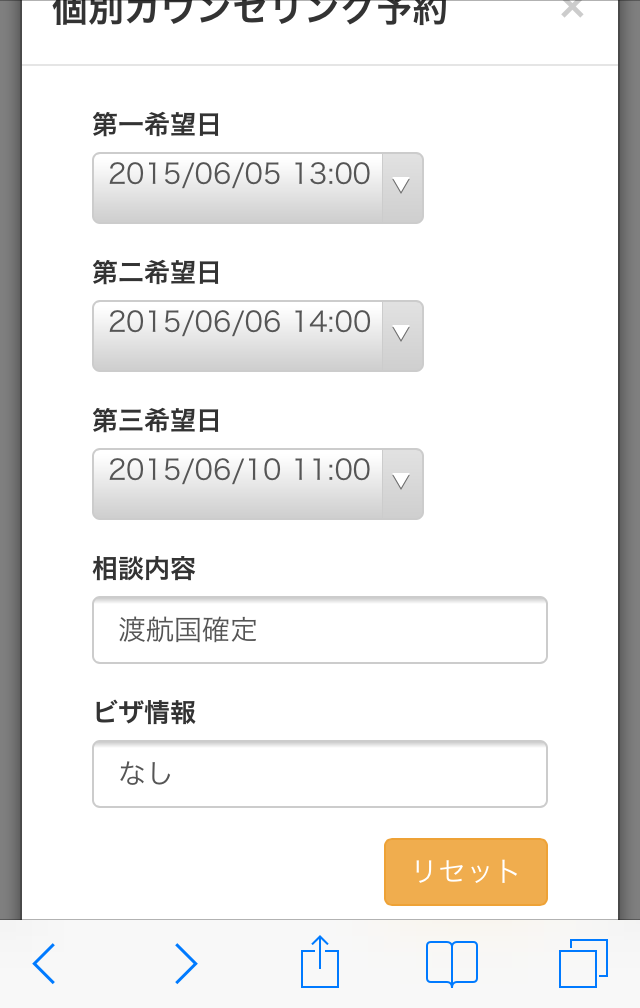 個別カウンセリング予約
×
第一希望日
2015/06/05 13:00
第二希望日
2015/06/06 14:00
第三希望日
2015/06/10 11:00
相談内容
渡航国確定
ビザ情報
なし
リセット